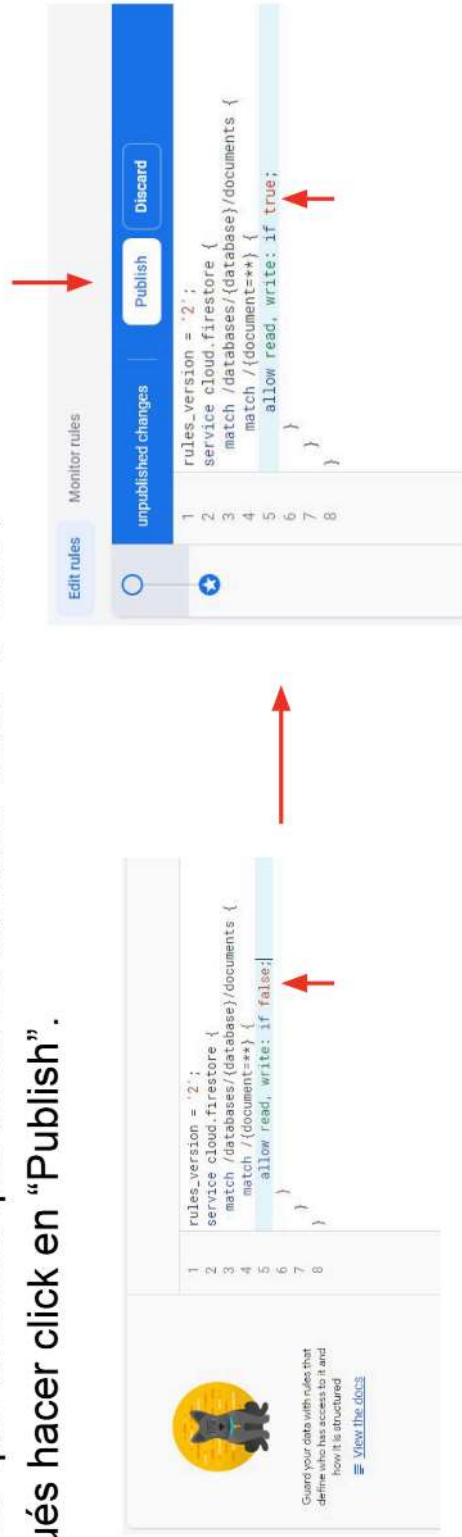 ués hacer click en “Publish”.
Guard your data with rules that
define who has access to it and
how it is structured
View the docs
1 rules_version = '2';
2 service cloud.firestore {
3 match /databases/{database}/documents {
4 match /{document=**} {
5 allow read, write: if false;
6 }
7 }
8 }
Edit rules Monitor rules
unpublished changes Publish Discard
1 rules_version = '2';
2 service cloud.firestore {
3 match /databases/{database}/documents {
4 match /{document=**} {
5 allow read, write: if true;
6 }
7 }
8 }